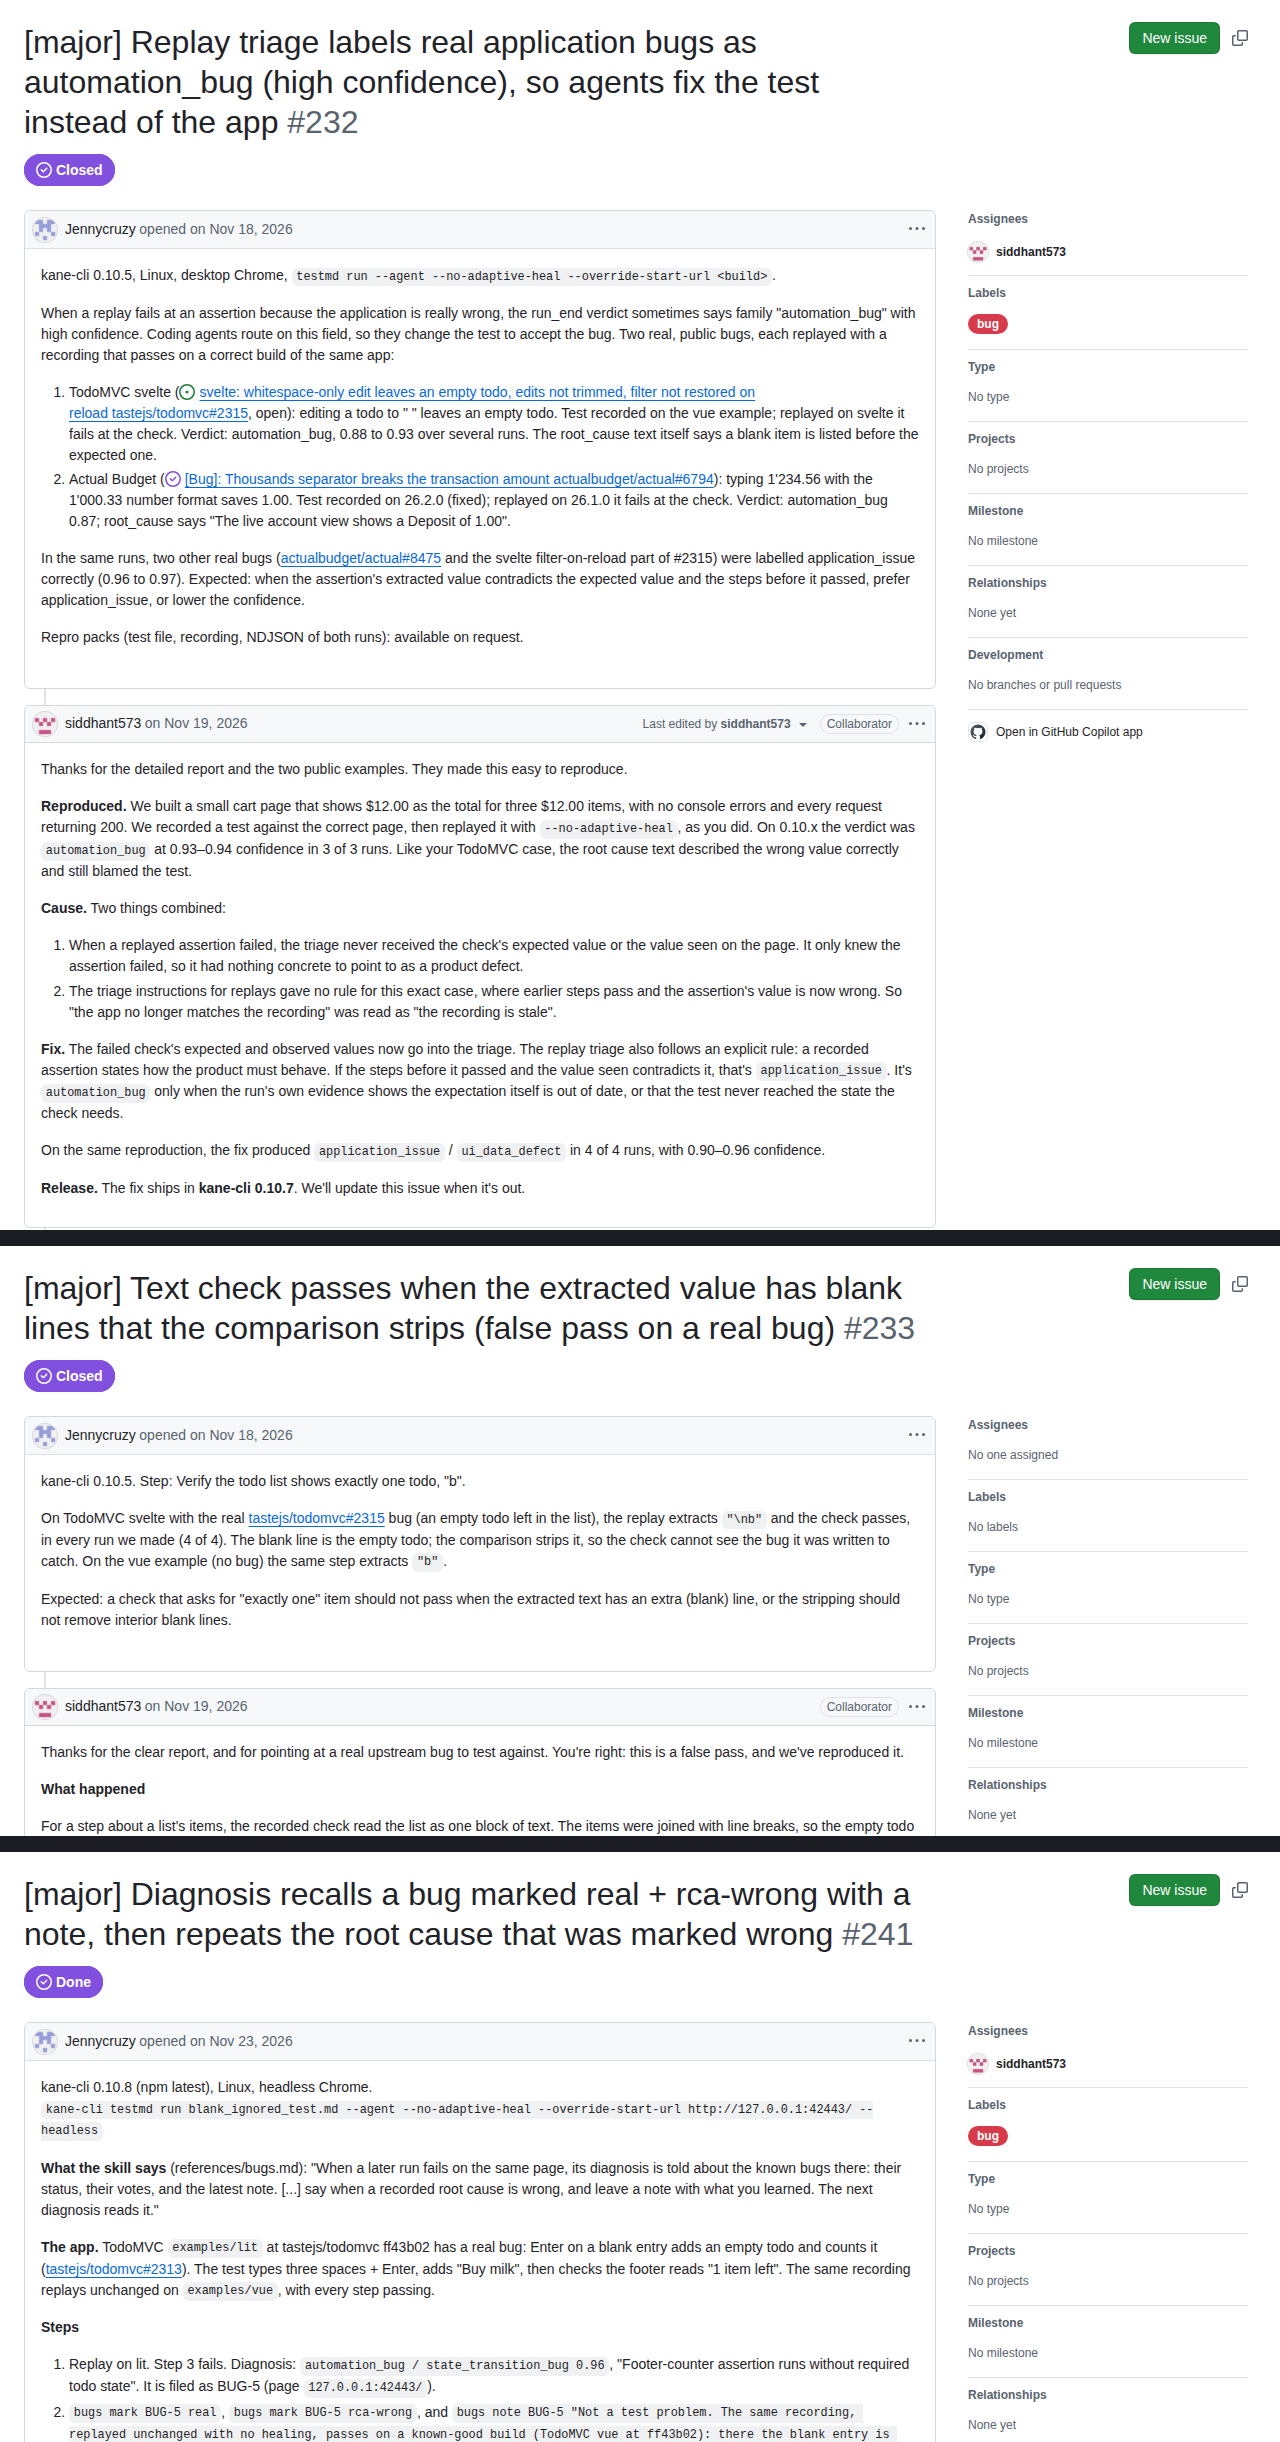 [major] Replay triage labels real application bugs as
automation_bug (high confidence), so agents fix the test
instead of the app #232
New issue
Closed
Jennycruzy opened on Nov 18, 2026
kane-cli 0.10.5, Linux, desktop Chrome, testmd run --agent --no-adaptive-heal --override-start-url <build> .
When a replay fails at an assertion because the application is really wrong, the run_end verdict sometimes says family "automation_bug" with
high confidence. Coding agents route on this field, so they change the test to accept the bug. Two real, public bugs, each replayed with a
recording that passes on a correct build of the same app:
1. TodoMVC svelte ( svelte: whitespace-only edit leaves an empty todo, edits not trimmed, filter not restored on
reload tastejs/todomvc#2315, open): editing a todo to " " leaves an empty todo. Test recorded on the vue example; replayed on svelte it
fails at the check. Verdict: automation_bug, 0.88 to 0.93 over several runs. The root_cause text itself says a blank item is listed before the
expected one.
2. Actual Budget ( [Bug]: Thousands separator breaks the transaction amount actualbudget/actual#6794): typing 1'234.56 with the
1'000.33 number format saves 1.00. Test recorded on 26.2.0 (fixed); replayed on 26.1.0 it fails at the check. Verdict: automation_bug
0.87; root_cause says "The live account view shows a Deposit of 1.00".
In the same runs, two other real bugs (actualbudget/actual#8475 and the svelte filter-on-reload part of #2315) were labelled application_issue
correctly (0.96 to 0.97). Expected: when the assertion's extracted value contradicts the expected value and the steps before it passed, prefer
application_issue, or lower the confidence.
Repro packs (test file, recording, NDJSON of both runs): available on request.
Assignees
siddhant573
Labels
bug
Type
No type
Projects
No projects
Milestone
No milestone
Relationships
None yet
Development
No branches or pull requests
Open in GitHub Copilot app
siddhant573 on Nov 19, 2026
Last edited by siddhant573
Collaborator
Thanks for the detailed report and the two public examples. They made this easy to reproduce.
Reproduced. We built a small cart page that shows $12.00 as the total for three $12.00 items, with no console errors and every request
returning 200. We recorded a test against the correct page, then replayed it with --no-adaptive-heal , as you did. On 0.10.x the verdict was
automation_bug at 0.93–0.94 confidence in 3 of 3 runs. Like your TodoMVC case, the root cause text described the wrong value correctly
and still blamed the test.
Cause. Two things combined:
1. When a replayed assertion failed, the triage never received the check's expected value or the value seen on the page. It only knew the
assertion failed, so it had nothing concrete to point to as a product defect.
2. The triage instructions for replays gave no rule for this exact case, where earlier steps pass and the assertion's value is now wrong. So
"the app no longer matches the recording" was read as "the recording is stale".
Fix. The failed check's expected and observed values now go into the triage. The replay triage also follows an explicit rule: a recorded
assertion states how the product must behave. If the steps before it passed and the value seen contradicts it, that's application_issue . It's
automation_bug only when the run's own evidence shows the expectation itself is out of date, or that the test never reached the state the
check needs.
On the same reproduction, the fix produced application_issue / ui_data_defect in 4 of 4 runs, with 0.90–0.96 confidence.
Release. The fix ships in kane-cli 0.10.7. We'll update this issue when it's out.
[major] Text check passes when the extracted value has blank
lines that the comparison strips (false pass on a real bug) #233
New issue
Closed
Jennycruzy opened on Nov 18, 2026
kane-cli 0.10.5. Step: Verify the todo list shows exactly one todo, "b".
On TodoMVC svelte with the real tastejs/todomvc#2315 bug (an empty todo left in the list), the replay extracts "\nb" and the check passes,
in every run we made (4 of 4). The blank line is the empty todo; the comparison strips it, so the check cannot see the bug it was written to
catch. On the vue example (no bug) the same step extracts "b" .
Expected: a check that asks for "exactly one" item should not pass when the extracted text has an extra (blank) line, or the stripping should
not remove interior blank lines.
Assignees
No one assigned
Labels
No labels
Type
No type
Projects
No projects
Milestone
No milestone
Relationships
None yet
siddhant573 on Nov 19, 2026
Collaborator
Thanks for the clear report, and for pointing at a real upstream bug to test against. You're right: this is a false pass, and we've reproduced it.
What happened
For a step about a list's items, the recorded check read the list as one block of text. The items were joined with line breaks, so the empty todo
[major] Diagnosis recalls a bug marked real + rca-wrong with a
note, then repeats the root cause that was marked wrong #241
New issue
Done
Jennycruzy opened on Nov 23, 2026
kane-cli 0.10.8 (npm latest), Linux, headless Chrome.
kane-cli testmd run blank_ignored_test.md --agent --no-adaptive-heal --override-start-url http://127.0.0.1:42443/ --
headless
What the skill says (references/bugs.md): "When a later run fails on the same page, its diagnosis is told about the known bugs there: their
status, their votes, and the latest note. [...] say when a recorded root cause is wrong, and leave a note with what you learned. The next
diagnosis reads it."
The app. TodoMVC examples/lit at tastejs/todomvc ff43b02 has a real bug: Enter on a blank entry adds an empty todo and counts it
(tastejs/todomvc#2313). The test types three spaces + Enter, adds "Buy milk", then checks the footer reads "1 item left". The same recording
replays unchanged on examples/vue , with every step passing.
Steps
1. Replay on lit. Step 3 fails. Diagnosis: automation_bug / state_transition_bug 0.96 , "Footer-counter assertion runs without required
todo state". It is filed as BUG-5 (page 127.0.0.1:42443/ ).
2. bugs mark BUG-5 real , bugs mark BUG-5 rca-wrong , and bugs note BUG-5 "Not a test problem. The same recording,
replayed unchanged with no healing, passes on a known-good build (TodoMVC vue at ff43b02): there the blank entry is
Assignees
siddhant573
Labels
bug
Type
No type
Projects
No projects
Milestone
No milestone
Relationships
None yet